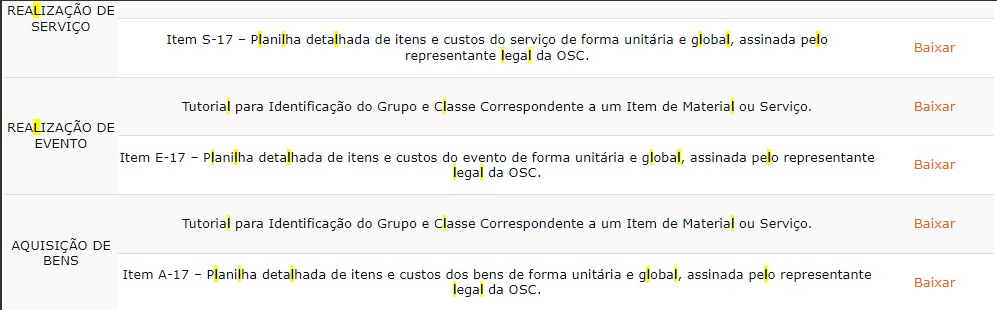 REALIZAÇÃO DE
SERVIÇO
Item S-17 – Planilha detalhada de itens e custos do serviço de forma unitária e global, assinada pelo
representante legal da OSC.
Baixar
REALIZAÇÃO DE
EVENTO
Tutorial para Identificação do Grupo e Classe Correspondente a um Item de Material ou Serviço.
Baixar
Item E-17 – Planilha detalhada de itens e custos do evento de forma unitária e global, assinada pelo representante
legal da OSC.
Baixar
AQUISIÇÃO DE
BENS
Tutorial para Identificação do Grupo e Classe Correspondente a um Item de Material ou Serviço.
Baixar
Item A-17 – Planilha detalhada de itens e custos dos bens de forma unitária e global, assinada pelo representante
legal da OSC.
Baixar